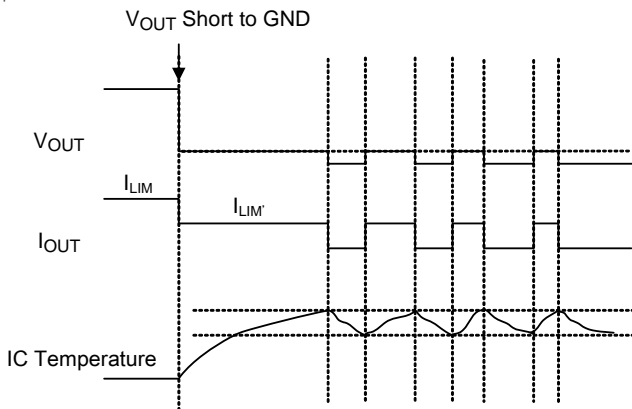 VOUT Short to GND
VOUT
ILIM
ILIM'
IOUT
IC Temperature